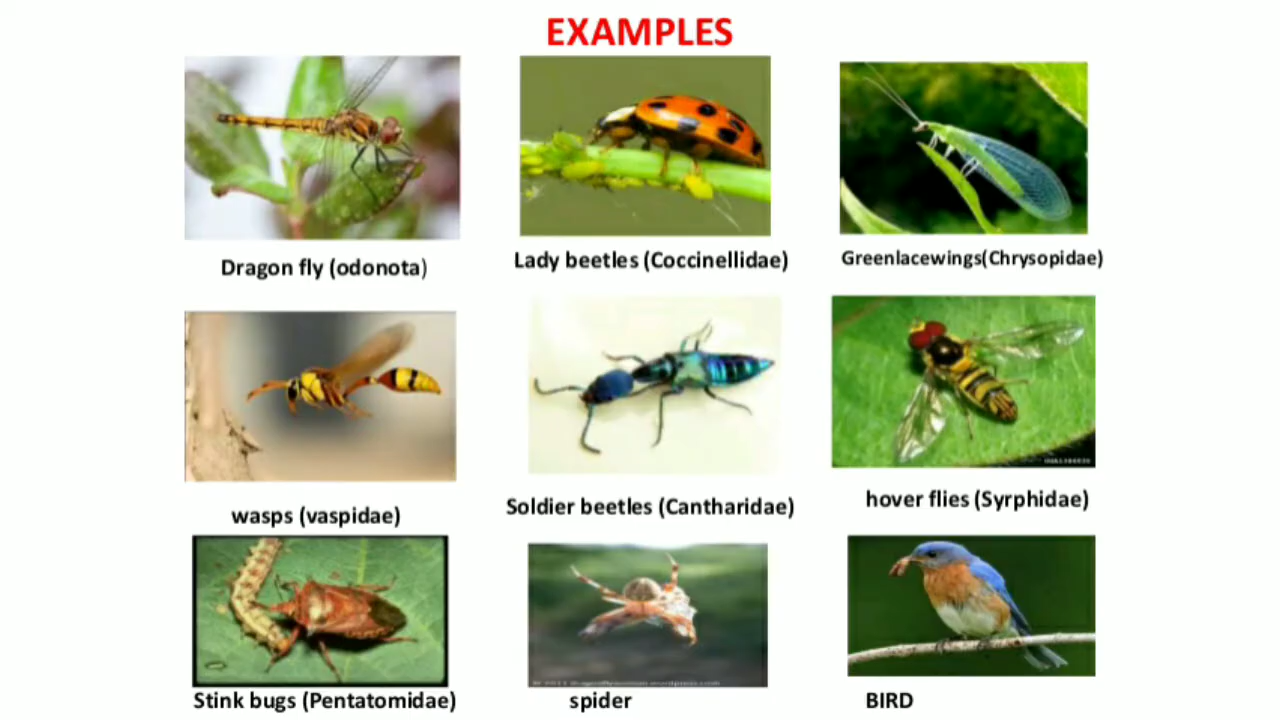 EXAMPLES
Dragon fly (odonota)
Lady beetles (Coccinellidae)
Greenlacewings(Chrysopidae)
wasps (vaspidae)
Soldier beetles (Cantharidae)
hover flies (Syrphidae)
Stink bugs (Pentatomidae)
spider
BIRD